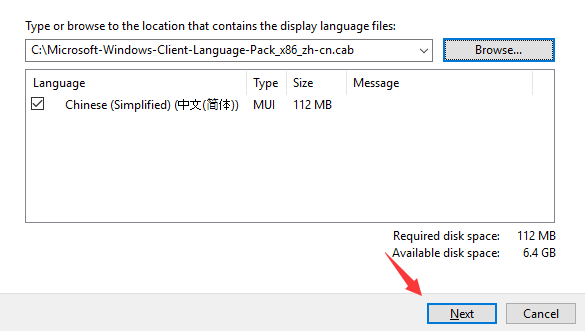 Type or browse to the location that contains the display language files:
C:\Microsoft-Windows-Client-Language-Pack_x86_zh-cn.cab Browse...
Language Type Size Message
Chinese (Simplified) (中文(简体)) MUI 112 MB
Required disk space: 112 MB
Available disk space: 6.4 GB
Next Cancel